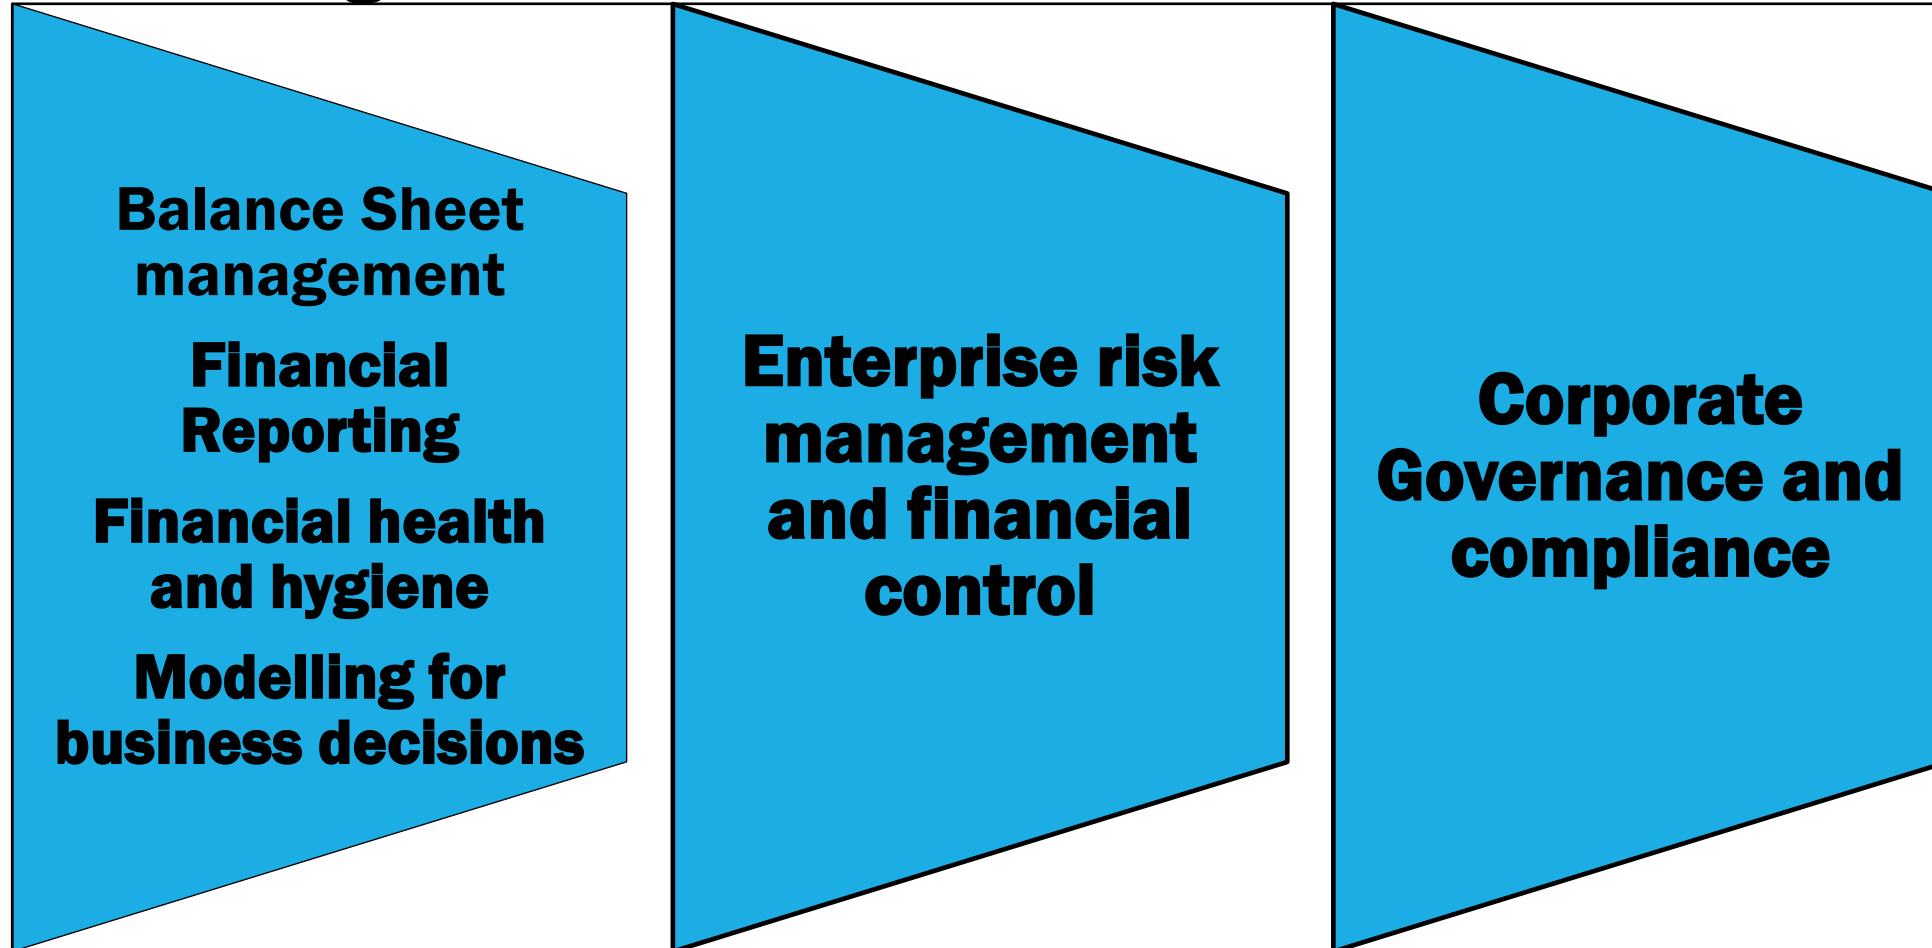 Balance Sheet
management
Financial
Reporting
Financial health
and hygiene
Modelling for
business decisions
Enterprise risk
management
and financial
control
Corporate
Governance and
compliance